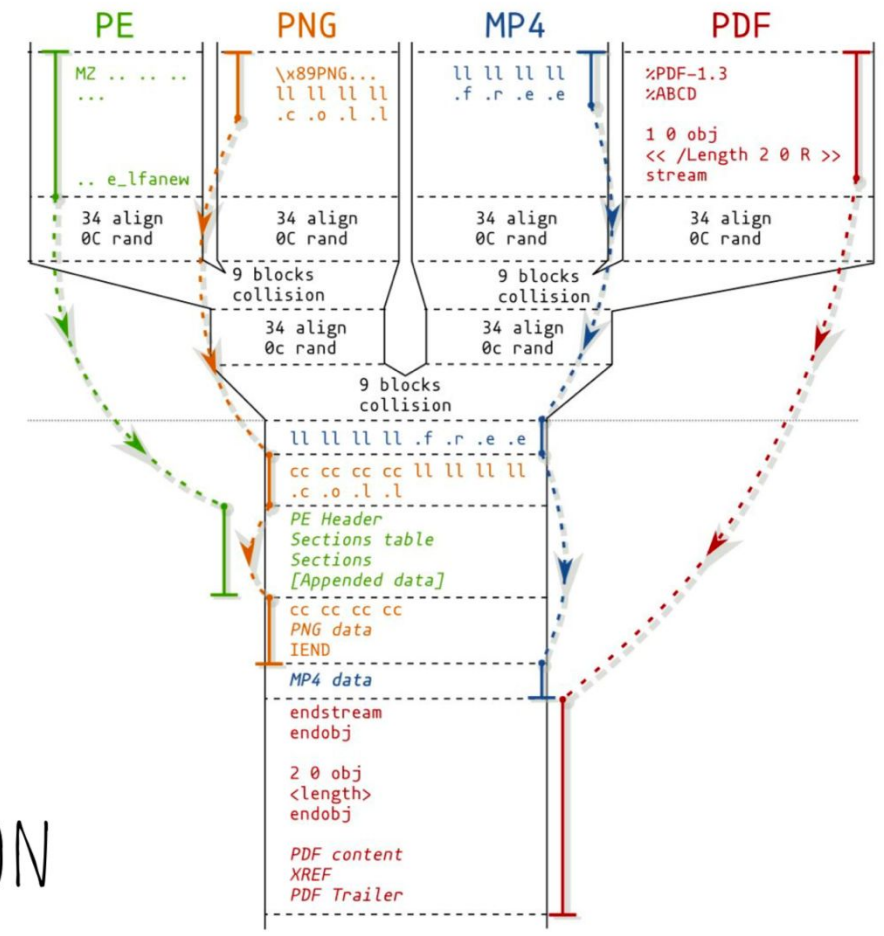 PE
PNG
MP4
PDF
MZ .. .. ..
...
.. e_lfanew
\x89PNG...
ll ll ll ll
.c .o .l .l
ll ll ll ll
.f .r .e .e
%PDF-1.3
%ABCD
1 0 obj
<< /Length 2 0 R >>
stream
34 align
0C rand
34 align
0C rand
34 align
0C rand
34 align
0C rand
9 blocks
collision
9 blocks
collision
34 align
0c rand
34 align
0c rand
9 blocks
collision
ll ll ll ll .f .r .e .e
cc cc cc cc ll ll ll ll
.c .o .l .l
PE Header
Sections table
Sections
[Appended data]
cc cc cc cc
PNG data
IEND
MP4 data
endstream
endobj
2 0 obj
<length>
endobj
PDF content
XREF
PDF Trailer
ON